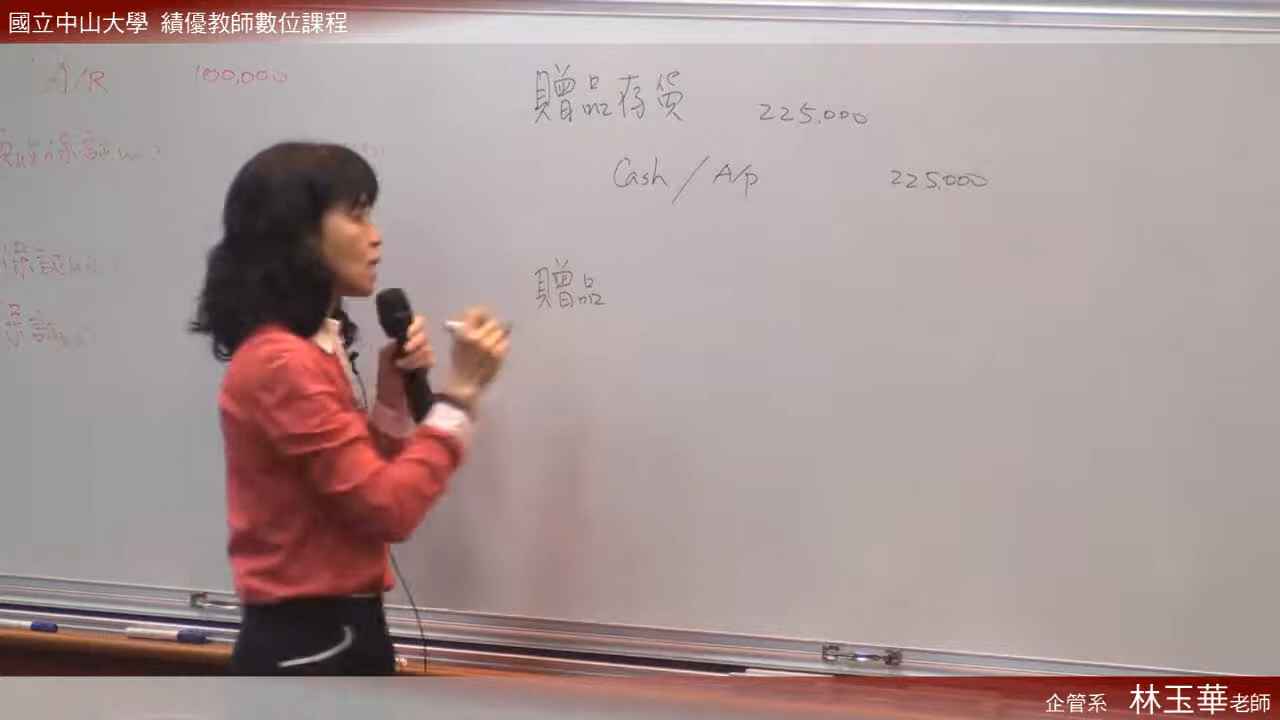 國立中山大學 績優教師數位課程
A/R 100,000
贈品存貨 225,000
Cash / A/p 225,000
贈品
企管系 林玉華老師